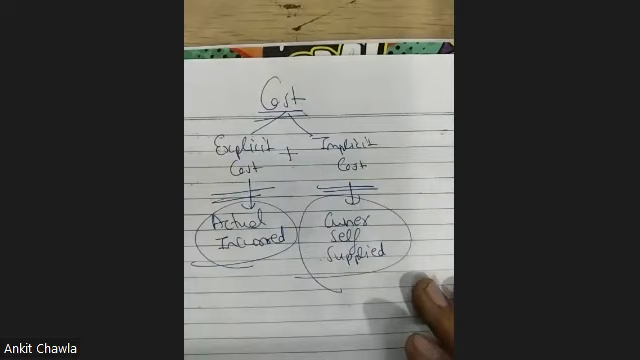 Cost
Explicit + Implicit
Cost Cost
Actual
Incurred
Owner
Self
Supplied
Ankit Chawla